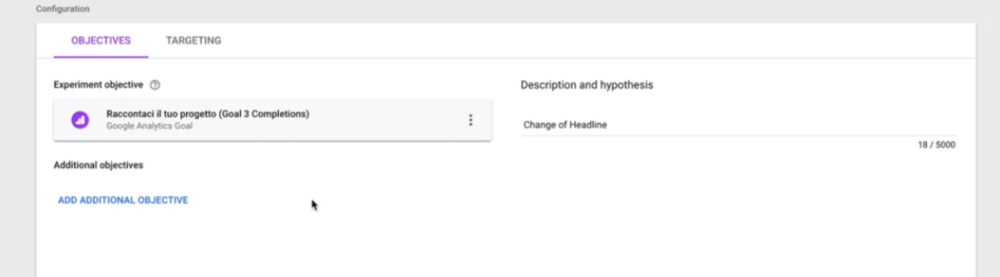 Configuration
OBJECTIVES TARGETING
Experiment objective
Description and hypothesis
Raccontaci il tuo progetto (Goal 3 Completions)
Google Analytics Goal
Change of Headline
18 / 5000
Additional objectives
ADD ADDITIONAL OBJECTIVE